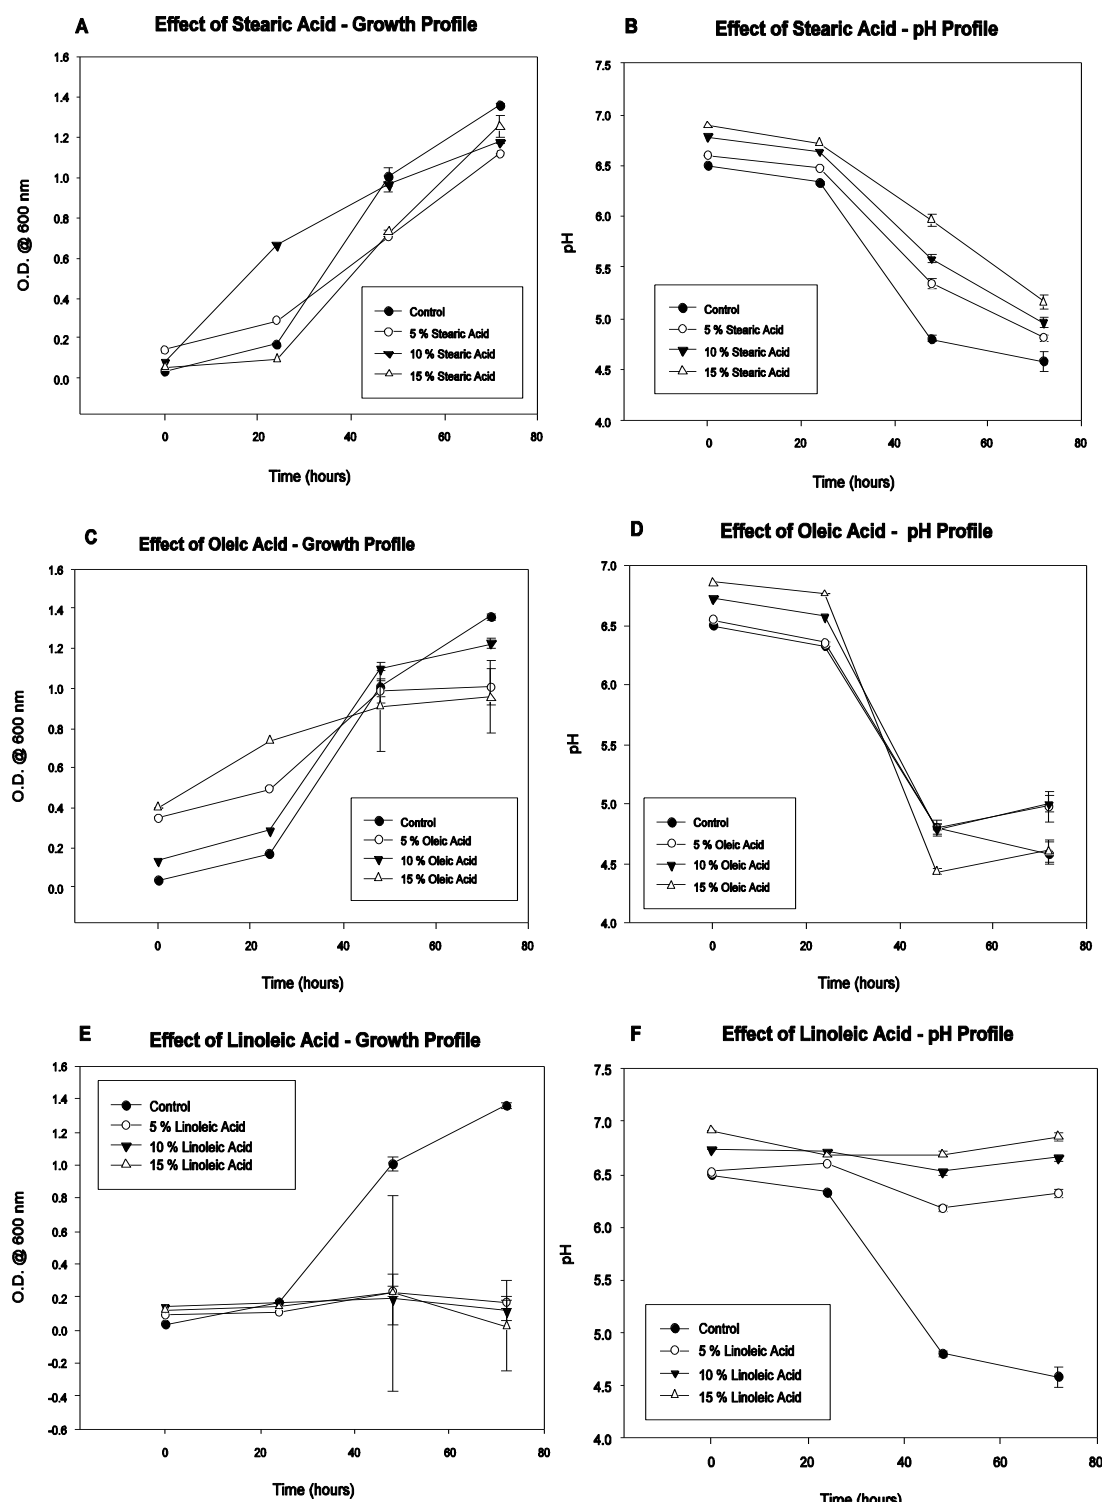 A
Effect of Stearic Acid - Growth Profile
1.6
1.4
1.2
1.0
0.8
0.6
0.4
0.2
0.0
O.D. @ 600 nm
Control
5 % Stearic Acid
10 % Stearic Acid
15 % Stearic Acid
0 20 40 60 80
Time (hours)
B
Effect of Stearic Acid - pH Profile
7.5
7.0
6.5
6.0
5.5
5.0
4.5
4.0
pH
Control
5 % Stearic Acid
10 % Stearic Acid
15 % Stearic Acid
0 20 40 60 80
Time (hours)
C
Effect of Oleic Acid - Growth Profile
1.6
1.4
1.2
1.0
0.8
0.6
0.4
0.2
0.0
O.D. @ 600 nm
Control
5 % Oleic Acid
10 % Oleic Acid
15 % Oleic Acid
0 20 40 60 80
Time (hours)
D
Effect of Oleic Acid - pH Profile
7.0
6.5
6.0
5.5
5.0
4.5
4.0
pH
Control
5 % Oleic Acid
10 % Oleic Acid
15 % Oleic Acid
0 20 40 60 80
Time (hours)
E
Effect of Linoleic Acid - Growth Profile
1.6
1.4
1.2
1.0
0.8
0.6
0.4
0.2
0.0
-0.2
-0.4
-0.6
O.D. @ 600 nm
Control
5 % Linoleic Acid
10 % Linoleic Acid
15 % Linoleic Acid
0 20 40 60 80
Time (hours)
F
Effect of Linoleic Acid - pH Profile
7.5
7.0
6.5
6.0
5.5
5.0
4.5
4.0
pH
Control
5 % Linoleic Acid
10 % Linoleic Acid
15 % Linoleic Acid
0 20 40 60 80
Time (hours)